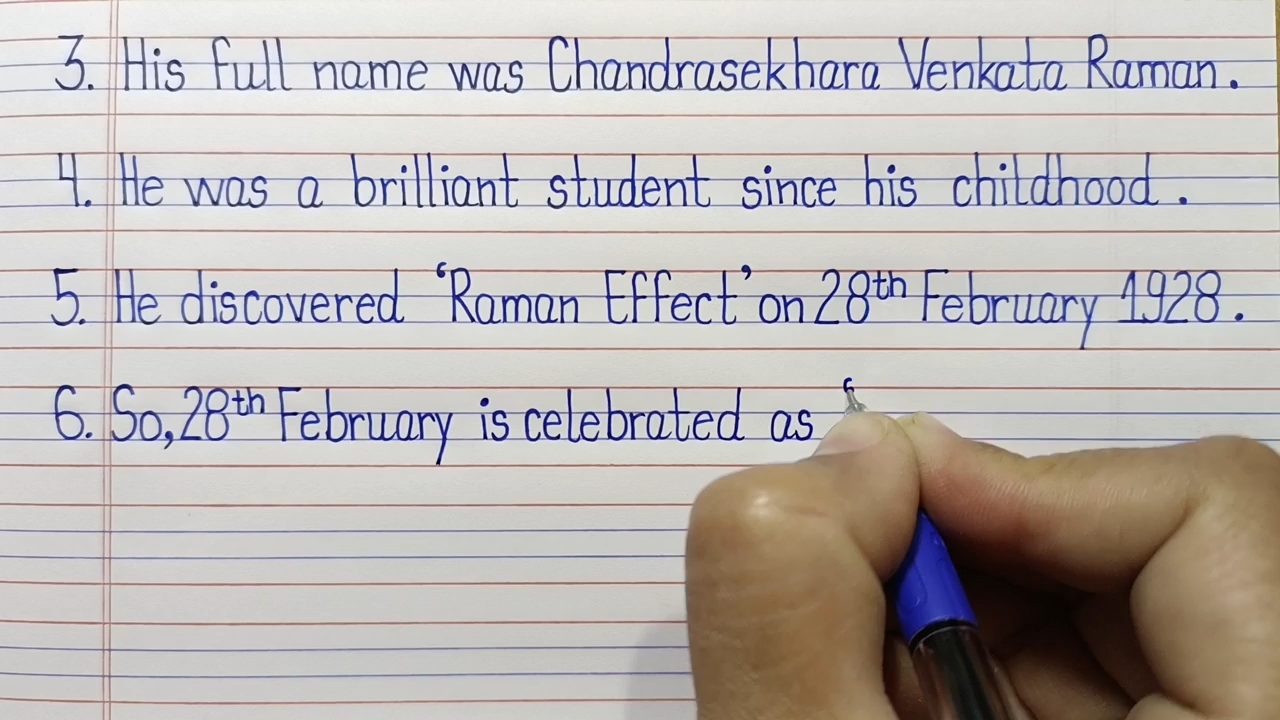 3. His full name was Chandrasekhara Venkata Raman.
4. He was a brilliant student since his childhood.
5. He discovered ‘Raman Effect’ on 28th February 1928.
6. So, 28th February is celebrated as ‘